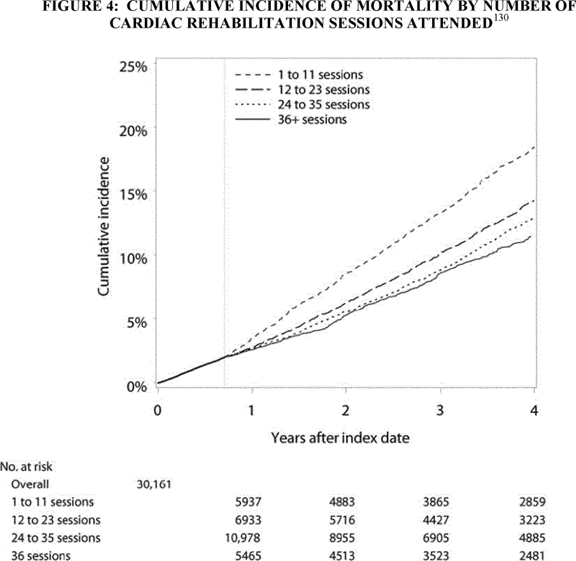 FIGURE 4: CUMULATIVE INCIDENCE OF MORTALITY BY NUMBER OF
CARDIAC REHABILITATION SESSIONS ATTENDED130
25%
20%
15%
10%
5%
0%
Cumulative incidence
1 to 11 sessions
12 to 23 sessions
24 to 35 sessions
36+ sessions
0 1 2 3 4
Years after index date
No. at risk
Overall 30,161
1 to 11 sessions 5937 4883 3865 2859
12 to 23 sessions 6933 5716 4427 3223
24 to 35 sessions 10,978 8955 6905 4885
36 sessions 5465 4513 3523 2481